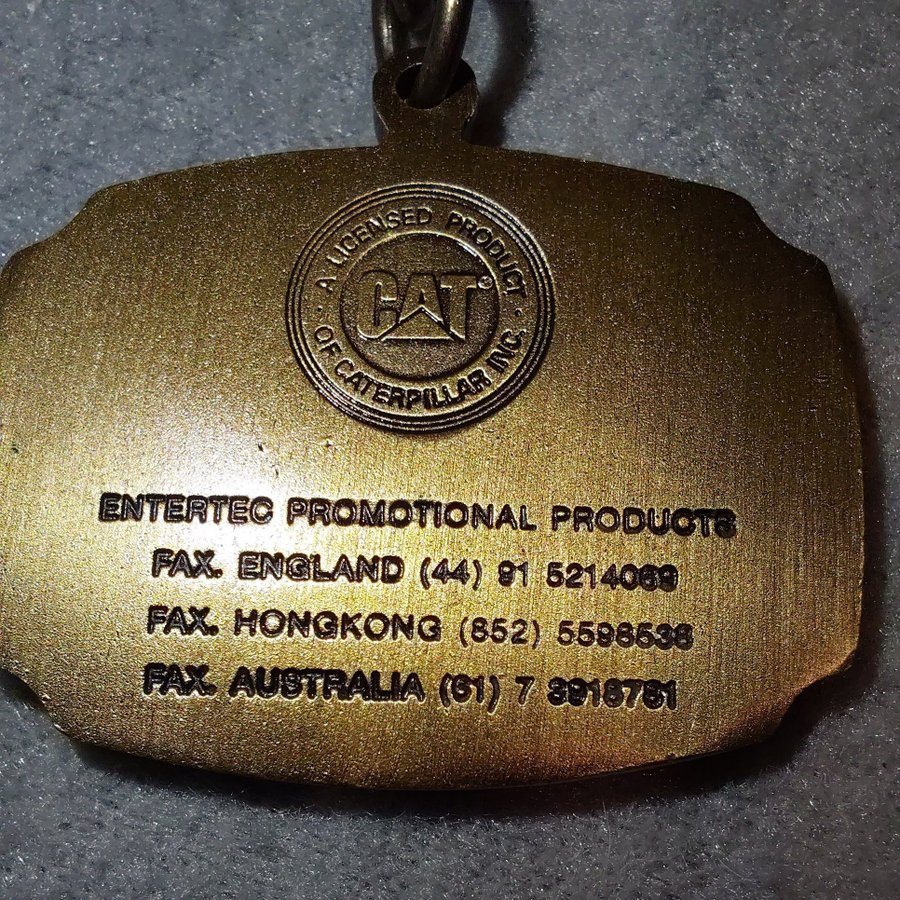 A LICENSED PRODUCT
CAT®
OF CATERPILLAR INC.
ENTERTEC PROMOTIONAL PRODUCTS
FAX. ENGLAND (44) 91 5214069
FAX. HONGKONG (852) 5598538
FAX. AUSTRALIA (61) 7 3918761